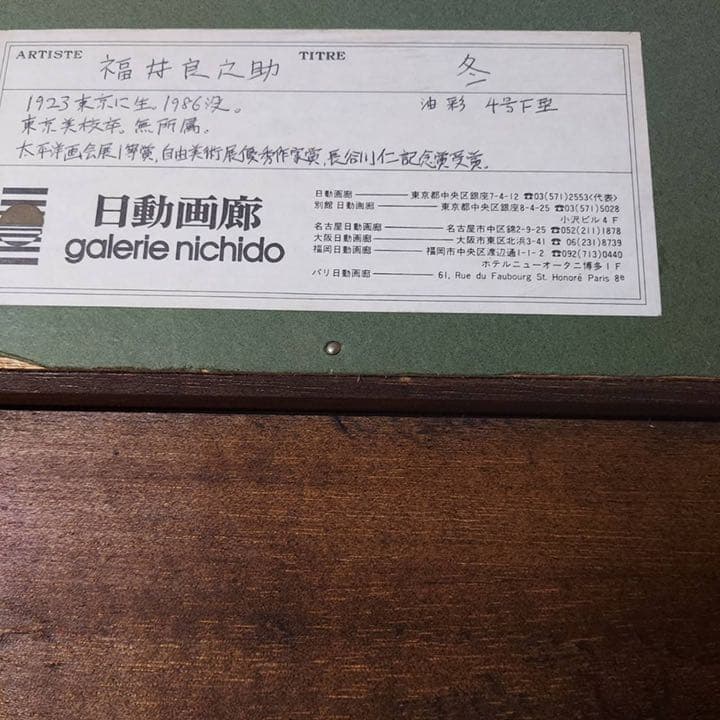 ARTISTE 福井良之助 TITRE 冬
1923東京に生。1986没。 油彩 4号F型
東京美校卒。無所属。
太平洋画会展1等賞,自由美術展優秀作家賞,長谷川仁記念賞受賞。
日動画廊
galerie nichido
日動画廊 東京都中央区銀座7-4-12 ☎03(571)2553〈代表〉
別館日動画廊 東京都中央区銀座8-4-25 ☎03(571)5028
小沢ビル4F
名古屋日動画廊 名古屋市中区錦2-9-25 ☎052(211)1878
大阪日動画廊 大阪市東区北浜3-41 ☎06(231)8739
福岡日動画廊 福岡市中央区渡辺通1-1-2 ☎092(713)0440
ホテルニューオータニ博多1F
パリ日動画廊 61, Rue du Faubourg St. Honoré Paris 8e